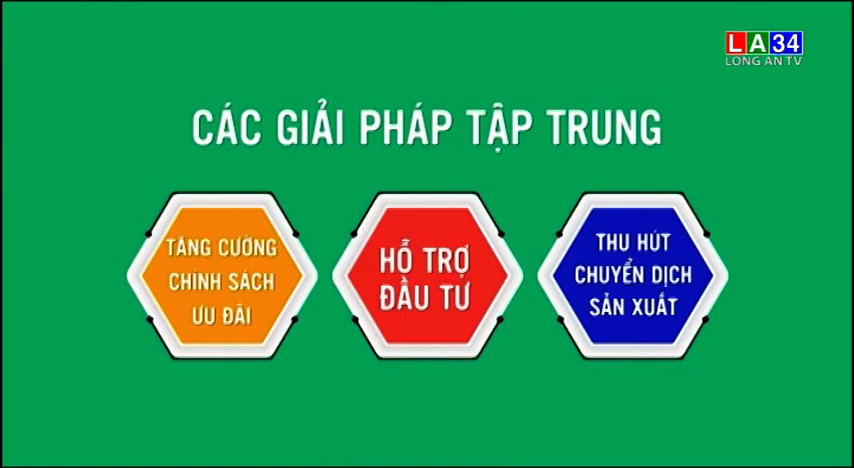 LA34
LONG AN TV
CÁC GIẢI PHÁP TẬP TRUNG
TĂNG CƯỜNG
CHÍNH SÁCH
ƯU ĐÃI
HỖ TRỢ
ĐẦU TƯ
THU HÚT
CHUYỂN DỊCH
SẢN XUẤT